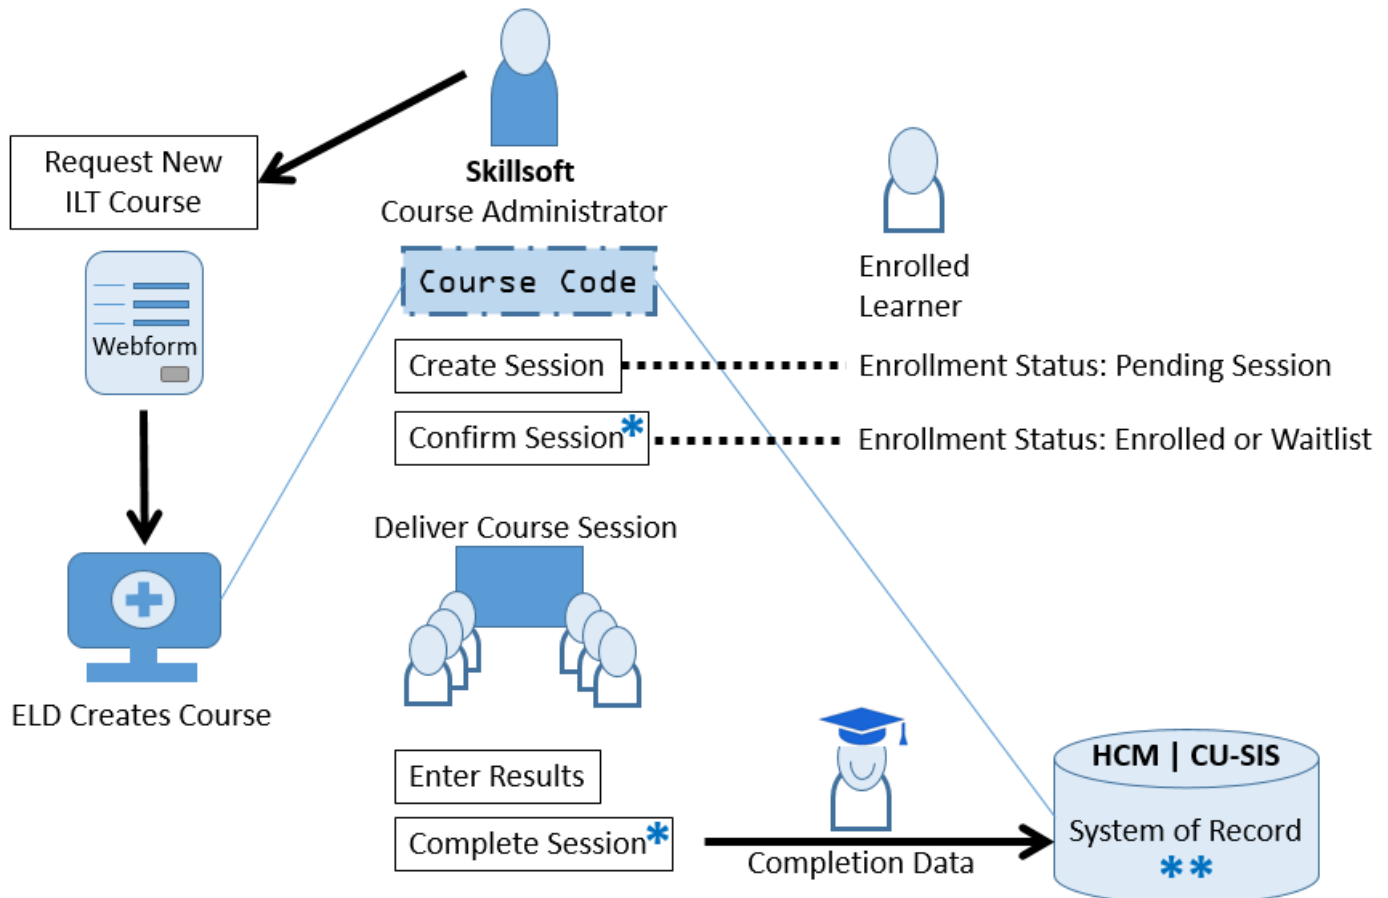 Request New
ILT Course
Webform
ELD Creates Course
Skillsoft
Course Administrator
Course Code
Create Session
Confirm Session*
Enrolled
Learner
Enrollment Status: Pending Session
Enrollment Status: Enrolled or Waitlist
Deliver Course Session
Enter Results
Complete Session*
Completion Data
HCM | CU-SIS
System of Record
**